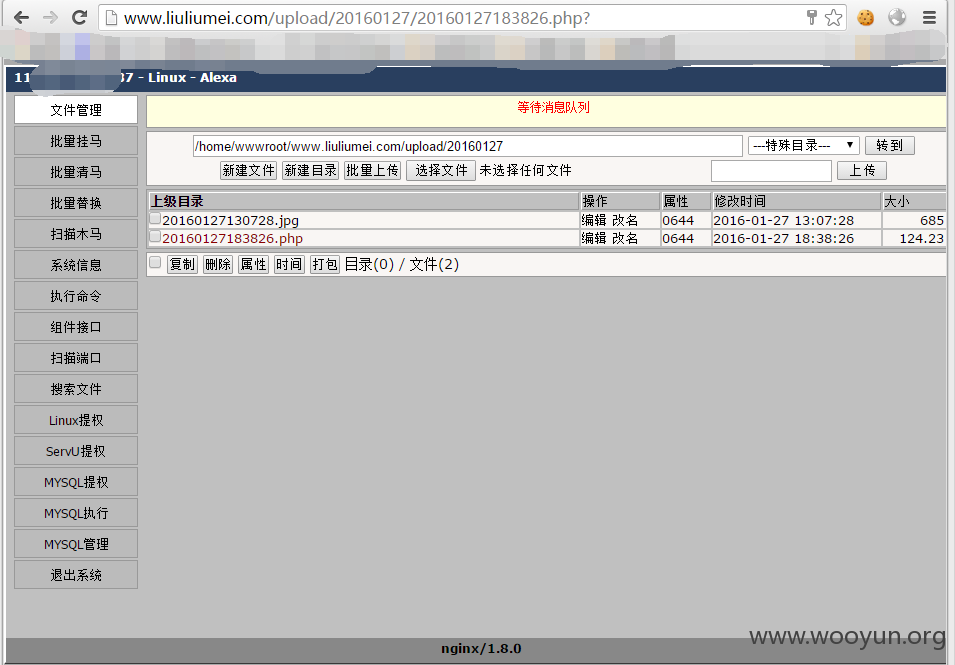 www.liuliumei.com/upload/20160127/20160127183826.php?
11 37 - Linux - Alexa
文件管理
批量挂马
批量清马
批量替换
扫描木马
系统信息
执行命令
组件接口
扫描端口
搜索文件
Linux提权
ServU提权
MYSQL提权
MYSQL执行
MYSQL管理
退出系统
等待消息队列
/home/wwwroot/www.liuliumei.com/upload/20160127 ---特殊目录--- 转到
新建文件 新建目录 批量上传 选择文件 未选择任何文件 上传
上级目录 操作 属性 修改时间 大小
20160127130728.jpg 编辑 改名 0644 2016-01-27 13:07:28 685
20160127183826.php 编辑 改名 0644 2016-01-27 18:38:26 124.23
复制 删除 属性 时间 打包 目录(0) / 文件(2)
www.wooyun.org
nginx/1.8.0